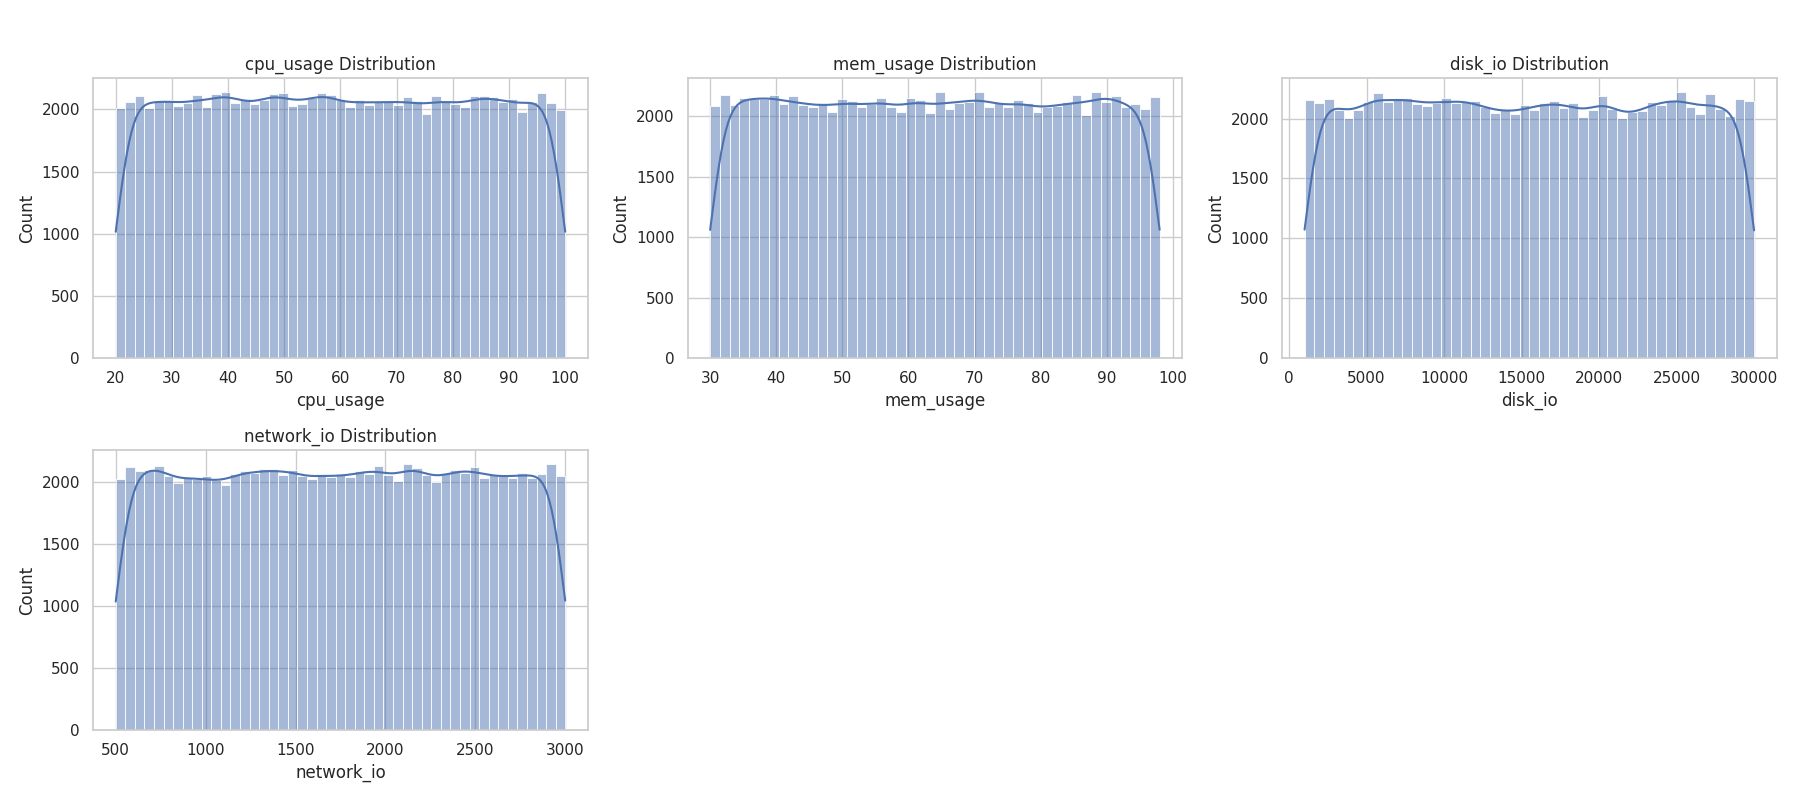 cpu_usage Distribution
2000
1500
1000
500
0
Count
20 30 40 50 60 70 80 90 100
cpu_usage
mem_usage Distribution
2000
1500
1000
500
0
Count
30 40 50 60 70 80 90 100
mem_usage
disk_io Distribution
2000
1500
1000
500
0
Count
0 5000 10000 15000 20000 25000 30000
disk_io
network_io Distribution
2000
1500
1000
500
0
Count
500 1000 1500 2000 2500 3000
network_io